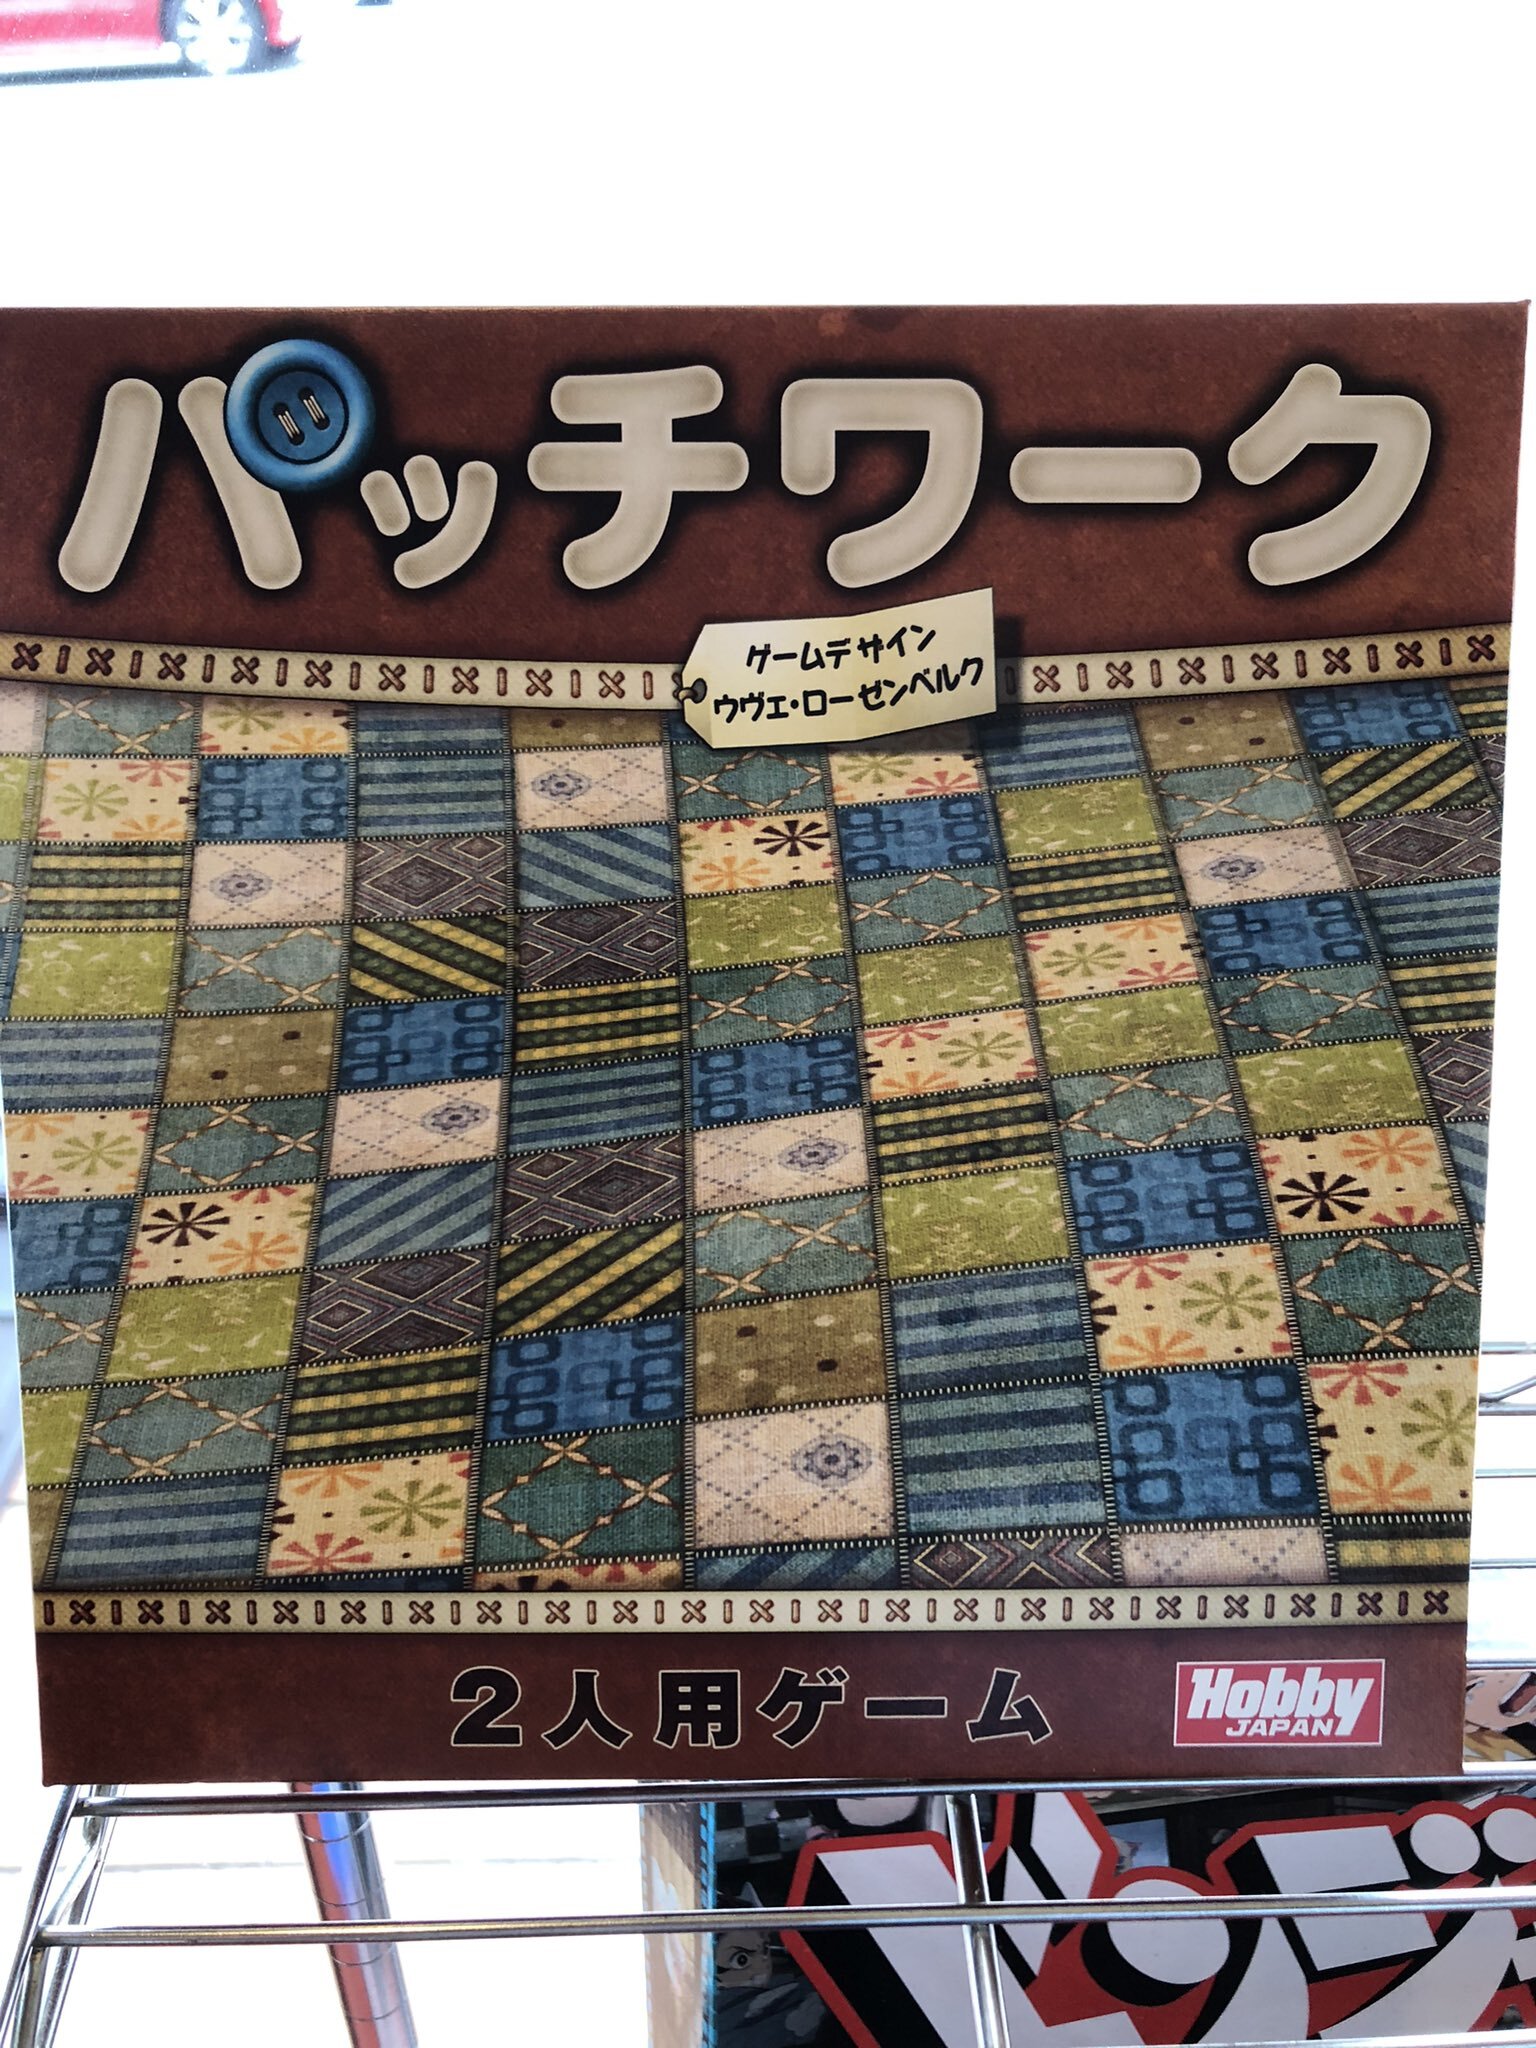 パッチワーク
ゲームデザイン
ウヴェ・ローゼンベルク
2人用ゲーム
Hobby
JAPAN